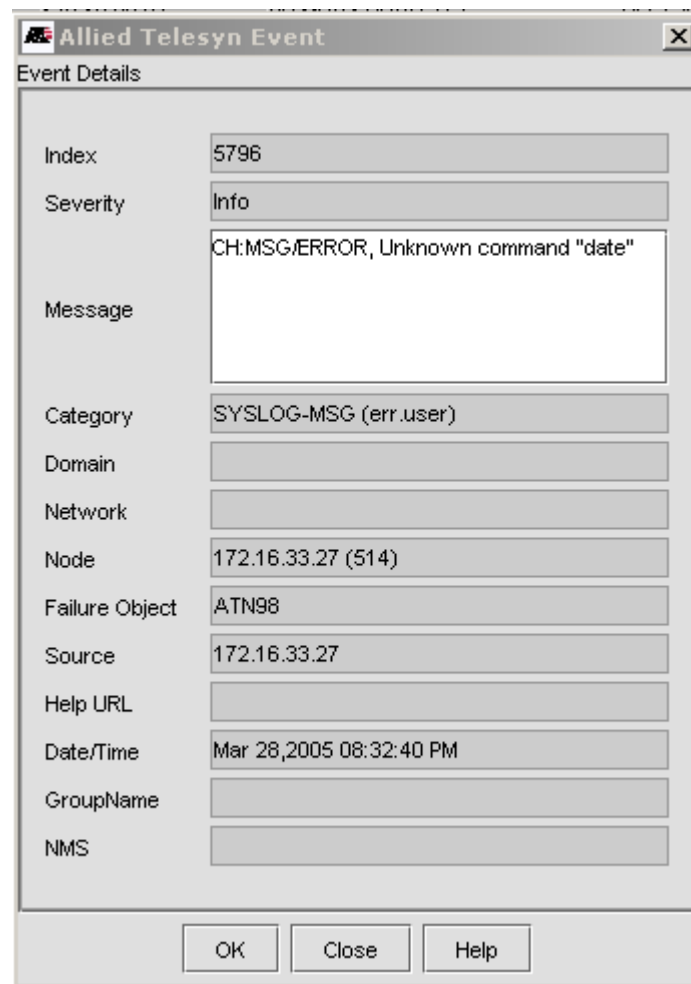 Allied Telesyn Event
Event Details
Index 5796
Severity Info
Message CH:MSG/ERROR, Unknown command "date"
Category SYSLOG-MSG (err.user)
Domain
Network
Node 172.16.33.27 (514)
Failure Object ATN98
Source 172.16.33.27
Help URL
Date/Time Mar 28,2005 08:32:40 PM
GroupName
NMS
OK Close Help